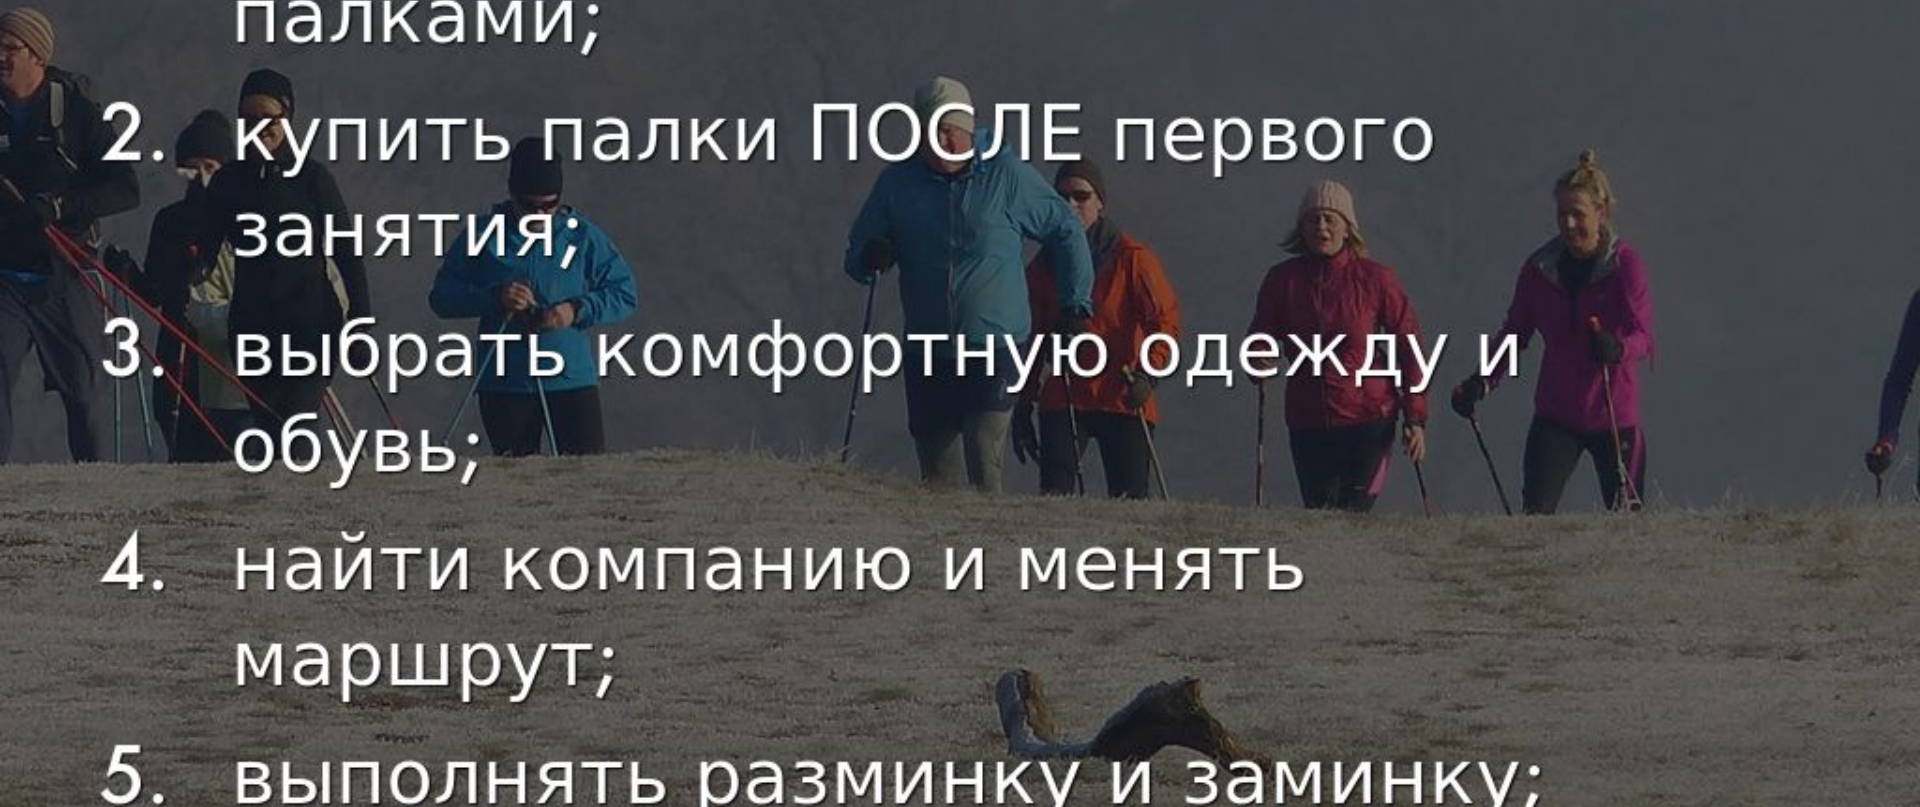 палками;
2. купить палки ПОСЛЕ первого
занятия;
3. выбрать комфортную одежду и
обувь;
4. найти компанию и менять
маршрут;
5. выполнять разминку и заминку;